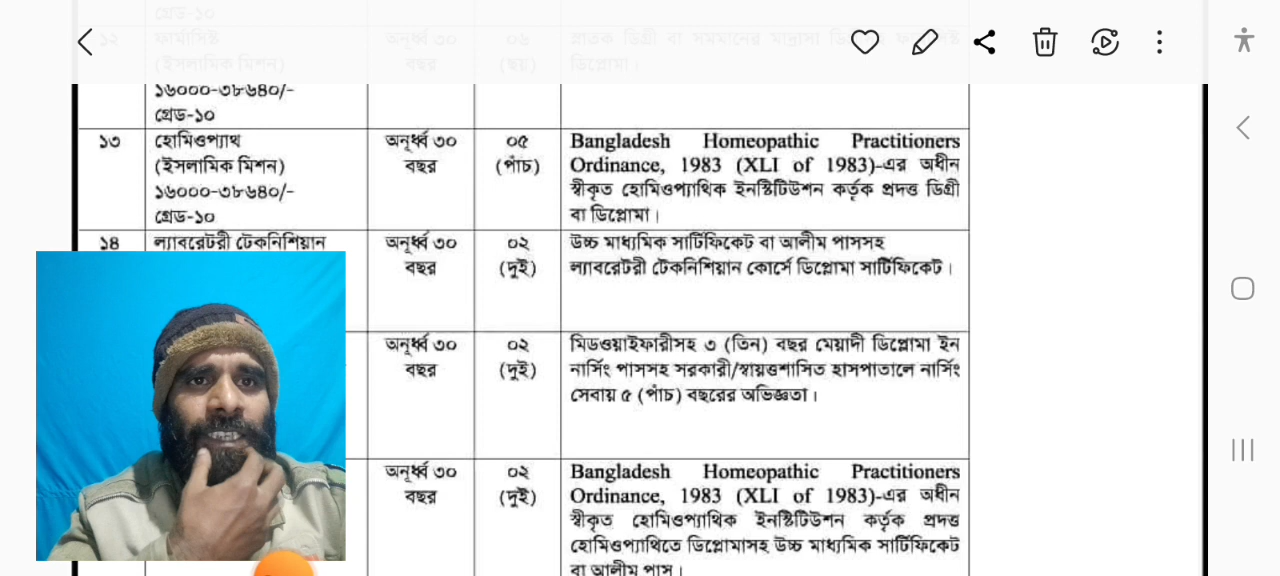 গ্রেড-১০
১২ ফার্মাসিষ্ট অনূর্ধ্ব ৩০ ০৬ স্নাতক ডিগ্রী বা সমমানের মাদ্রাসা
(ইসলামিক মিশন) বছর (ছয়) ডিপ্লোমা।
১৬০০০-৩৮৬৪০/-
গ্রেড-১০
১৩ হোমিওপ্যাথ অনূর্ধ্ব ৩০ ০৫ Bangladesh Homeopathic Practitioners
(ইসলামিক মিশন) বছর (পাঁচ) Ordinance, 1983 (XLI of 1983)-এর অধীন
১৬০০০-৩৮৬৪০/- স্বীকৃত হোমিওপ্যাথিক ইনস্টিটিউশন কর্তৃক প্রদত্ত ডিগ্রী
গ্রেড-১০ বা ডিপ্লোমা।
১৪ ল্যাবরেটরী টেকনিশিয়ান অনূর্ধ্ব ৩০ ০২ উচ্চ মাধ্যমিক সার্টিফিকেট বা আলীম পাসসহ
বছর (দুই) ল্যাবরেটরী টেকনিশিয়ান কোর্সে ডিপ্লোমা সার্টিফিকেট।
অনূর্ধ্ব ৩০ ০২ মিডওয়াইফারীসহ ৩ (তিন) বছর মেয়াদী ডিপ্লোমা ইন
বছর (দুই) নার্সিং পাসসহ সরকারী/স্বায়ত্তশাসিত হাসপাতালে নার্সিং
সেবায় ৫ (পাঁচ) বছরের অভিজ্ঞতা।
অনূর্ধ্ব ৩০ ০২ Bangladesh Homeopathic Practitioners
বছর (দুই) Ordinance, 1983 (XLI of 1983)-এর অধীন
স্বীকৃত হোমিওপ্যাথিক ইনস্টিটিউশন কর্তৃক প্রদত্ত
হোমিওপ্যাথিতে ডিপ্লোমাসহ উচ্চ মাধ্যমিক সার্টিফিকেট
বা আলীম পাস।